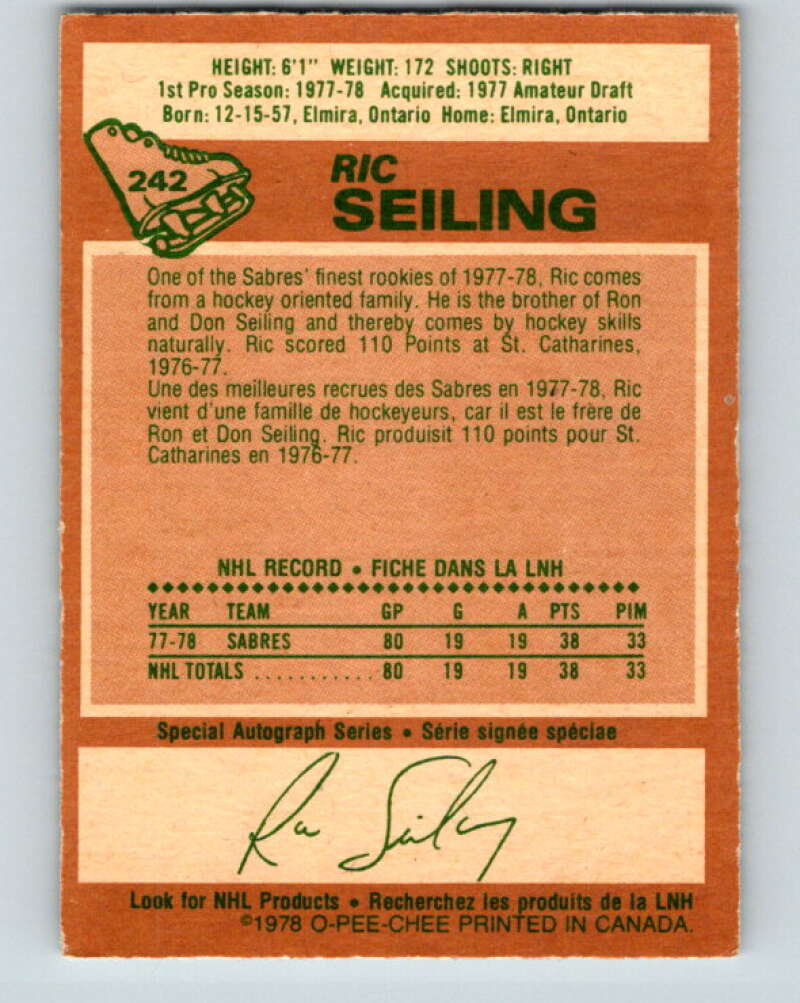 HEIGHT: 6'1" WEIGHT: 172 SHOOTS: RIGHT
1st Pro Season: 1977-78 Acquired: 1977 Amateur Draft
Born: 12-15-57, Elmira, Ontario Home: Elmira, Ontario
242
RIC
SEILING
One of the Sabres' finest rookies of 1977-78, Ric comes
from a hockey oriented family. He is the brother of Ron
and Don Seiling and thereby comes by hockey skills
naturally. Ric scored 110 Points at St. Catharines,
1976-77.
Une des meilleures recrues des Sabres en 1977-78, Ric
vient d'une famille de hockeyeurs, car il est le frère de
Ron et Don Seiling. Ric produisit 110 points pour St.
Catharines en 1976-77.
NHL RECORD • FICHE DANS LA LNH
YEAR TEAM GP G A PTS PIM
77-78 SABRES 80 19 19 38 33
NHL TOTALS ........... 80 19 19 38 33
Special Autograph Series • Série signée spéciae
Ric Seiling
Look for NHL Products • Recherchez les produits de la LNH
©1978 O-PEE-CHEE PRINTED IN CANADA.